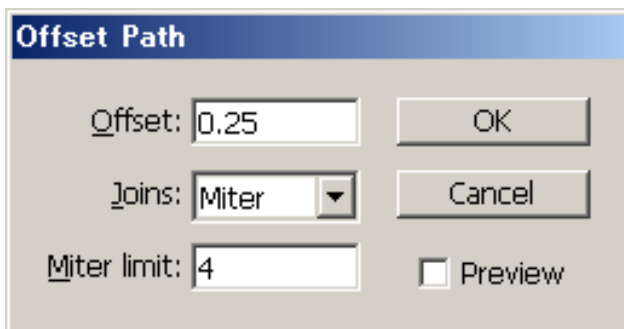 Offset Path
Offset: 0.25
OK
Joins: Miter
Cancel
Miter limit: 4
Preview